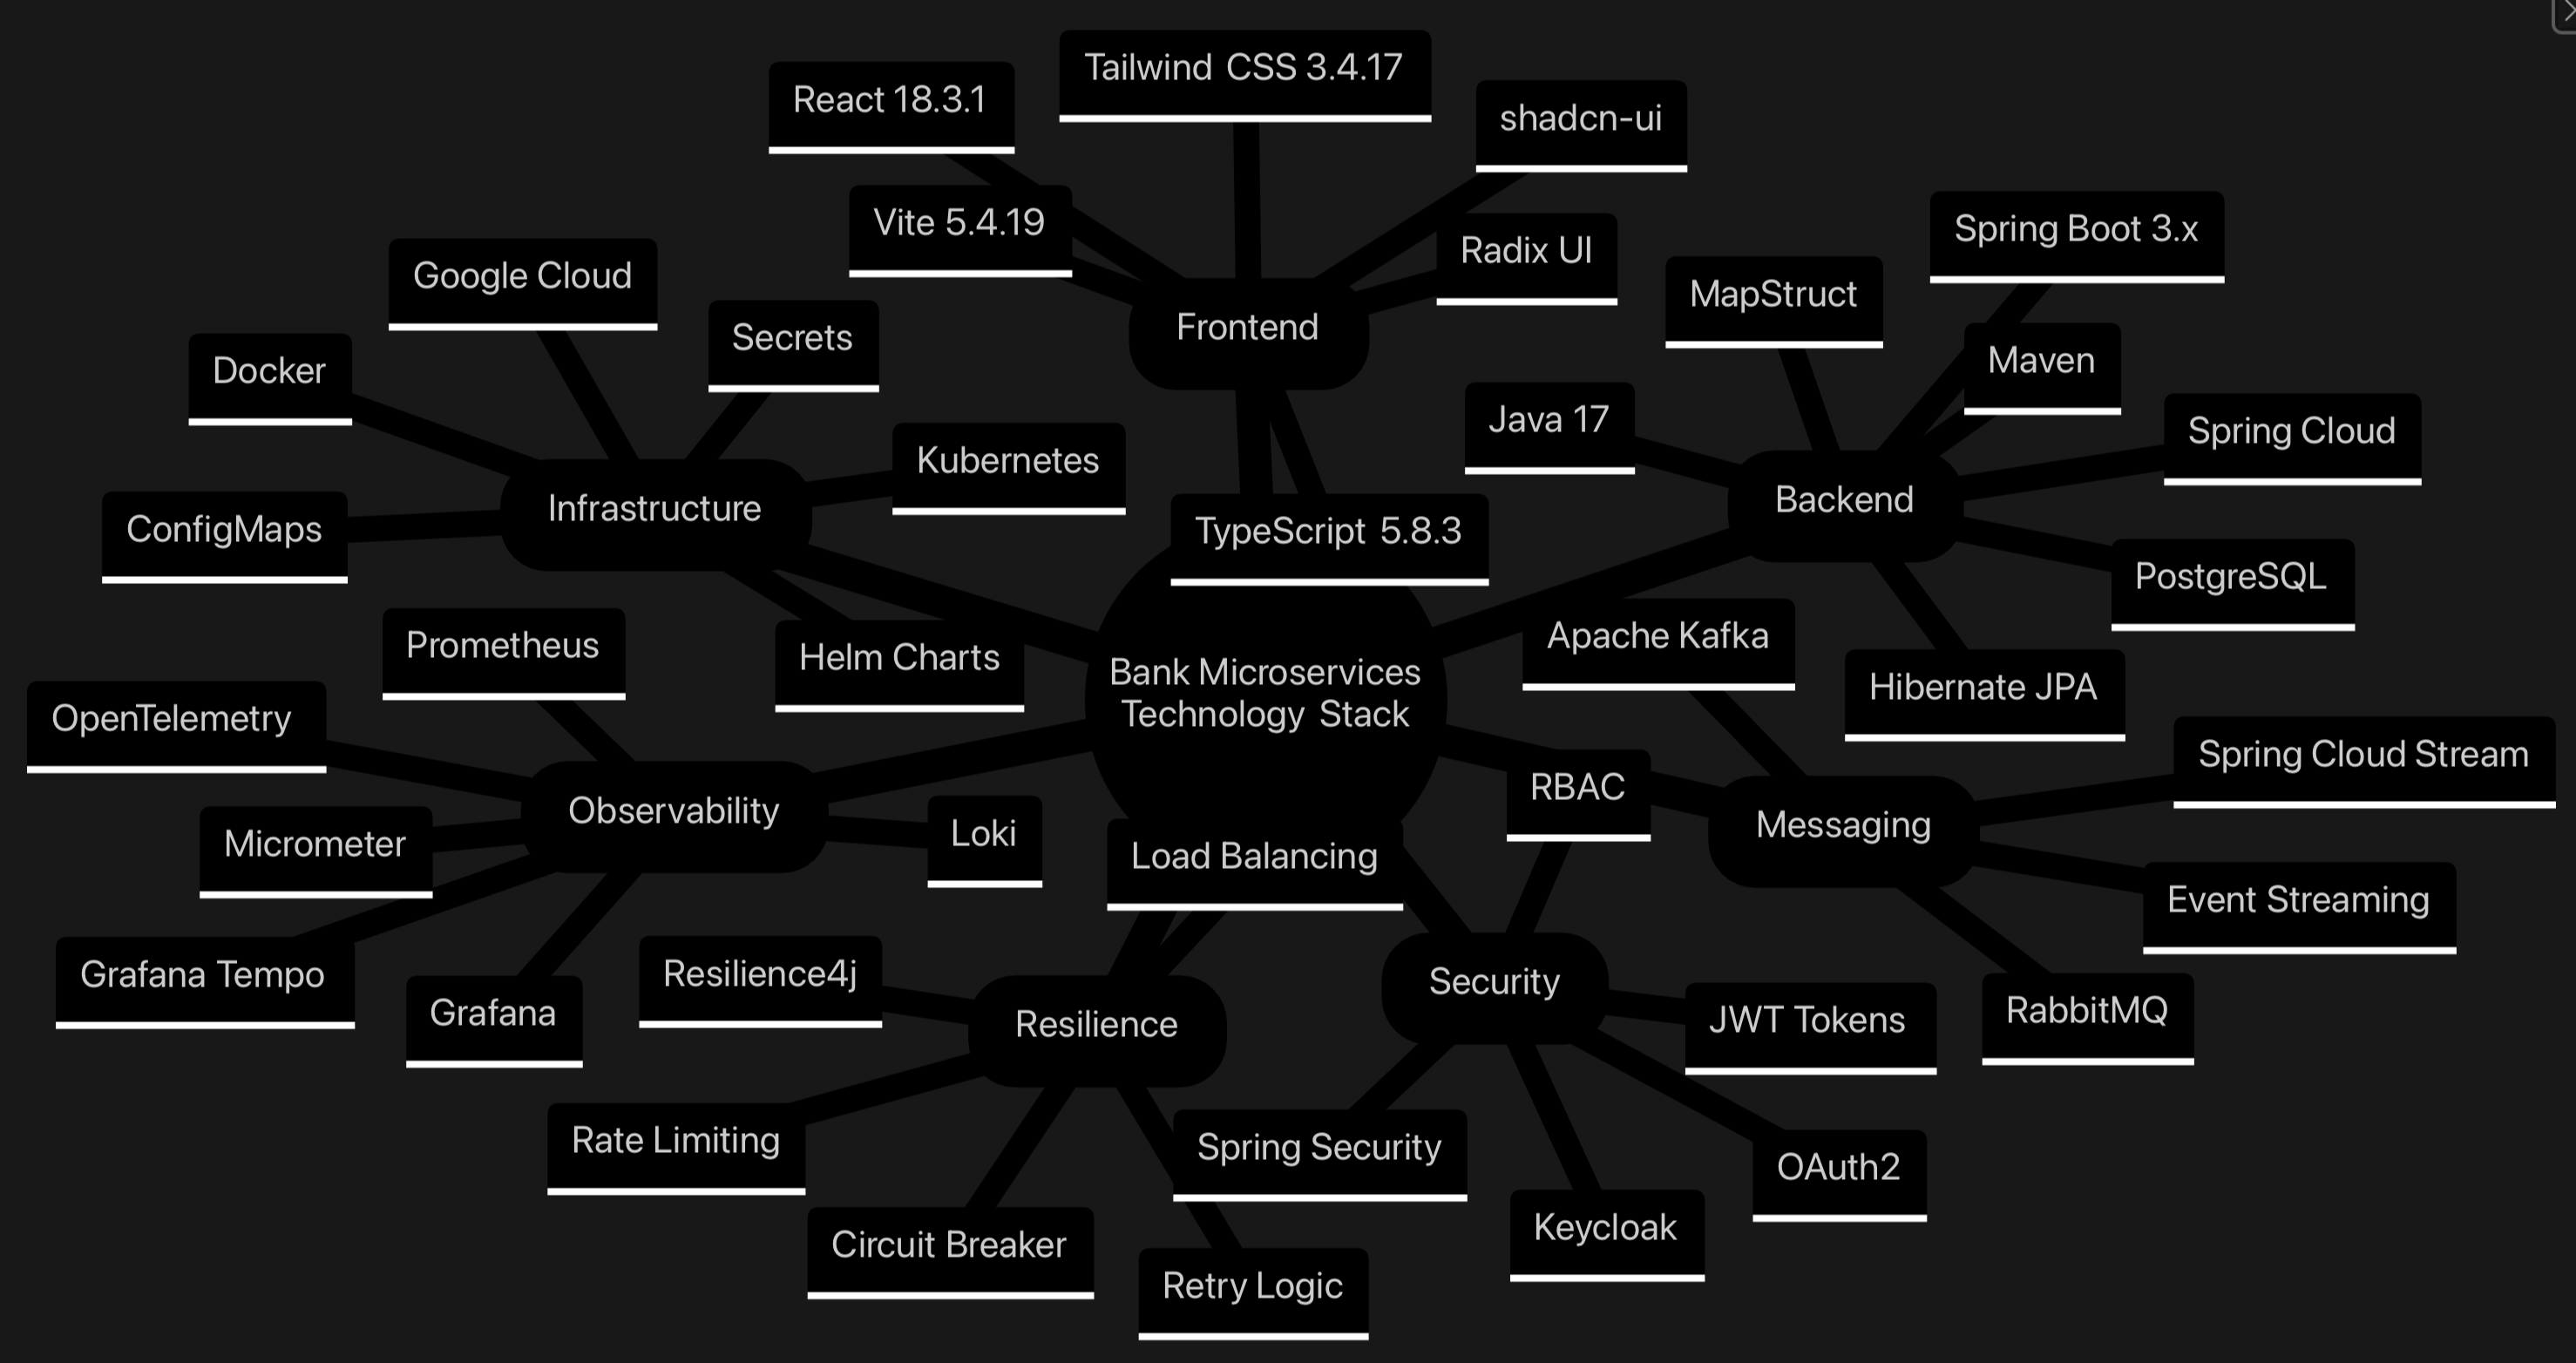 Tailwind CSS 3.4.17
React 18.3.1
shadcn-ui
Vite 5.4.19
Radix UI
Frontend
TypeScript 5.8.3
Google Cloud
Secrets
Docker
Kubernetes
Infrastructure
ConfigMaps
Helm Charts
Spring Boot 3.x
MapStruct
Maven
Java 17
Spring Cloud
Backend
PostgreSQL
Hibernate JPA
Bank Microservices
Technology Stack
Prometheus
OpenTelemetry
Observability
Micrometer
Loki
Grafana Tempo
Grafana
Apache Kafka
Spring Cloud Stream
Messaging
Event Streaming
RabbitMQ
Load Balancing
Resilience4j
Resilience
Rate Limiting
Circuit Breaker
Retry Logic
RBAC
Security
JWT Tokens
Spring Security
OAuth2
Keycloak